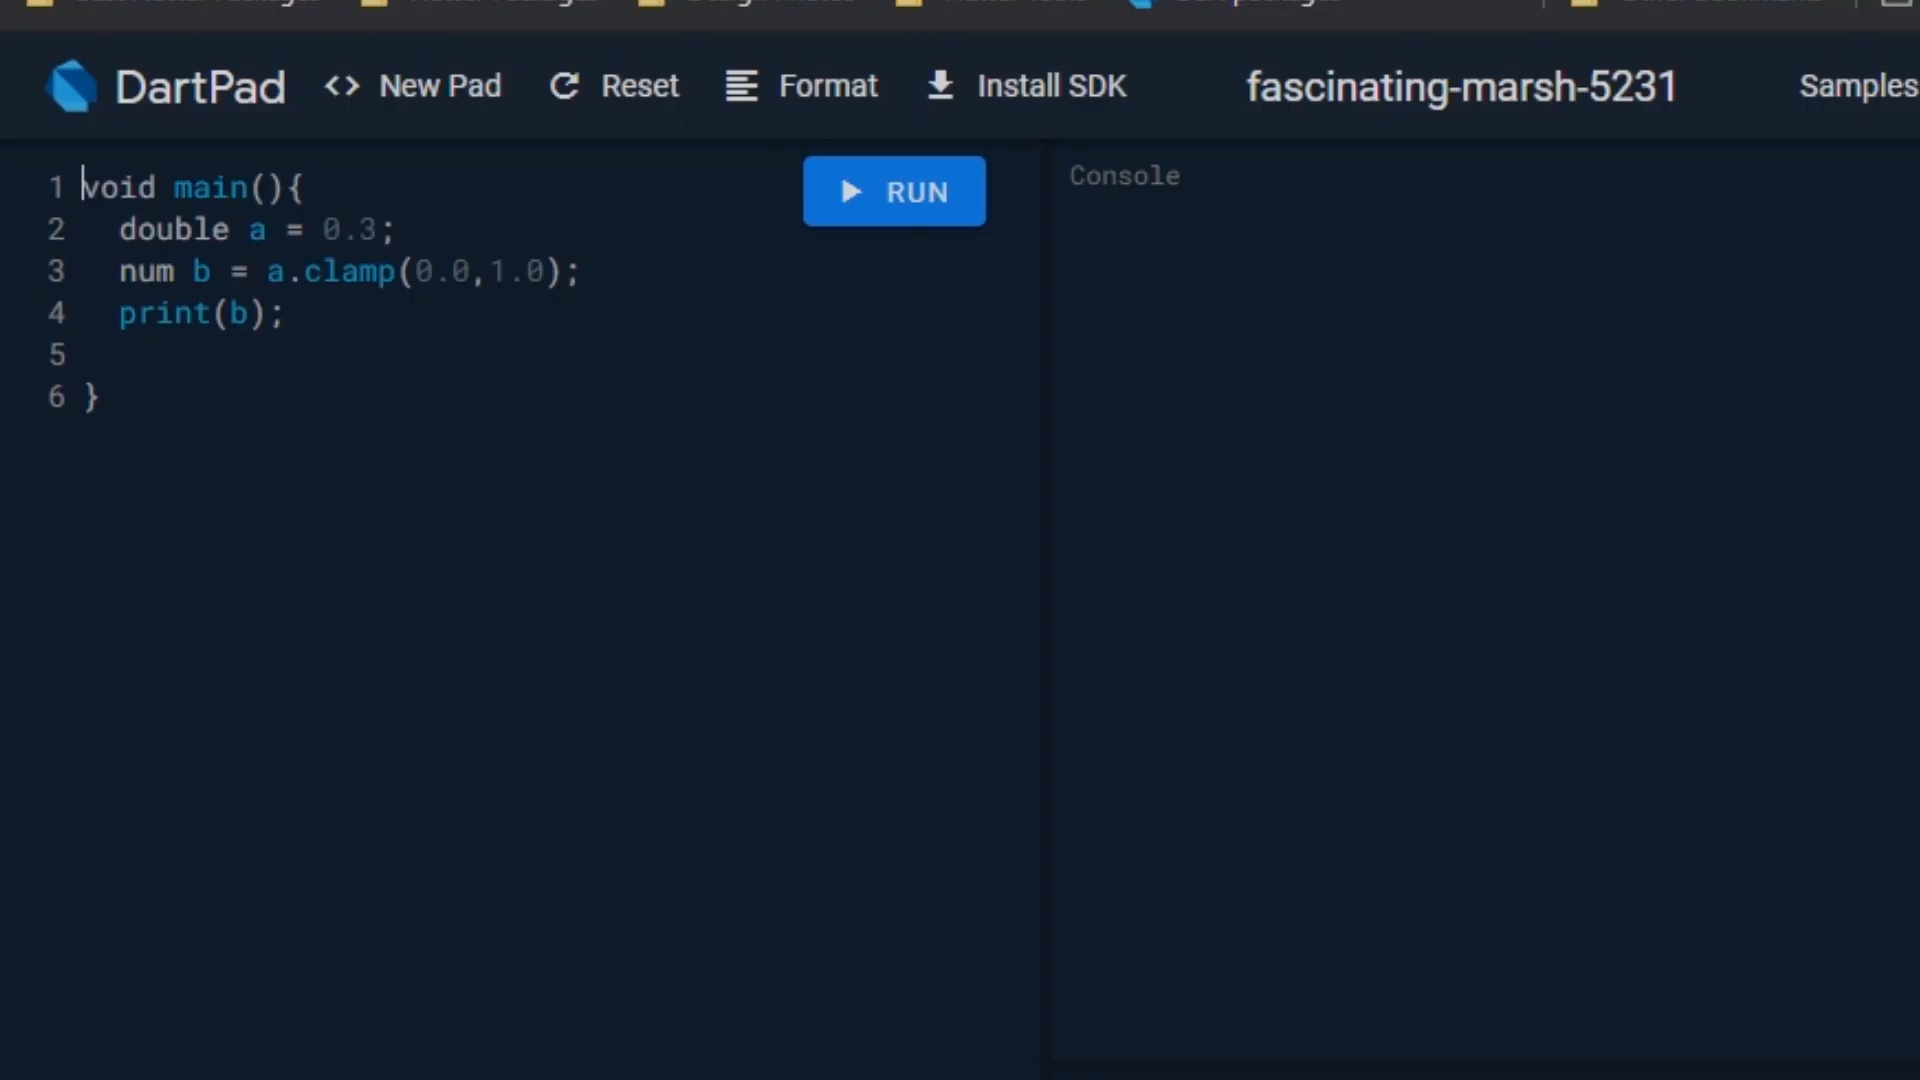 DartPad <> New Pad Reset Format Install SDK fascinating-marsh-5231 Samples
RUN
Console
1 void main(){
2 double a = 0.3;
3 num b = a.clamp(0.0,1.0);
4 print(b);
5
6 }